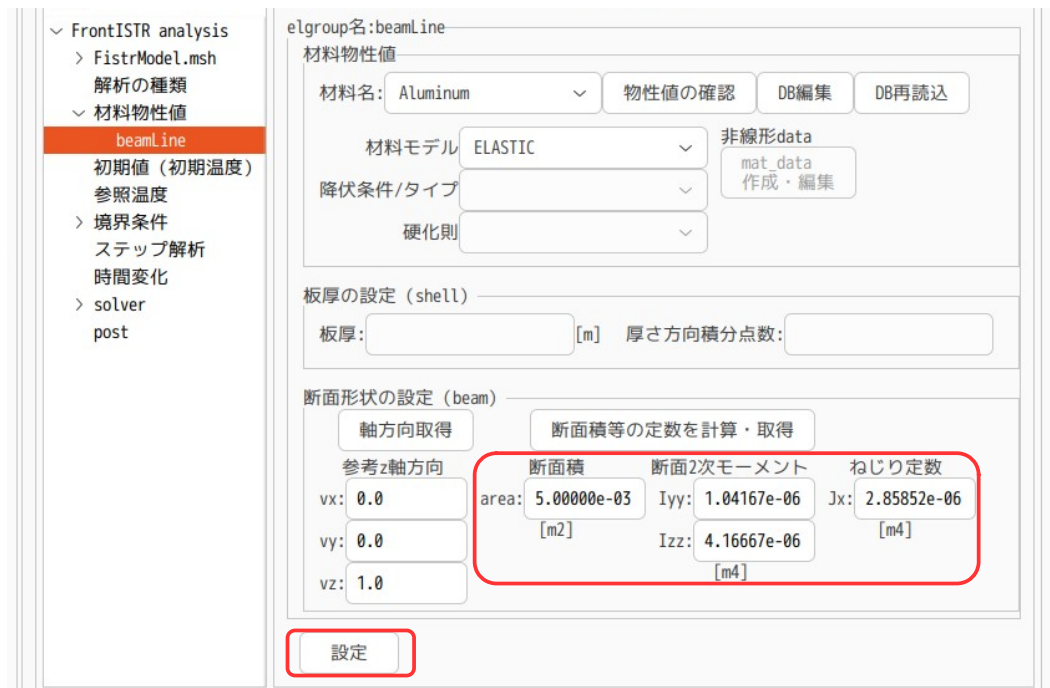 FrontISTR analysis
FistrModel.msh
解析の種類
材料物性値
beamLine
初期値（初期温度）
参照温度
境界条件
ステップ解析
時間変化
solver
post
elgroup名:beamLine
材料物性値
材料名: Aluminum 物性値の確認 DB編集 DB再読込
材料モデル ELASTIC 非線形data
mat_data
作成・編集
降伏条件/タイプ
硬化則
板厚の設定（shell）
板厚: [m] 厚さ方向積分点数:
断面形状の設定（beam）
軸方向取得 断面積等の定数を計算・取得
参考z軸方向 断面積 断面2次モーメント ねじり定数
vx: 0.0 area: 5.00000e-03 Iyy: 1.04167e-06 Jx: 2.85852e-06
[m2] [m4]
vy: 0.0 Izz: 4.16667e-06
[m4]
vz: 1.0
設定